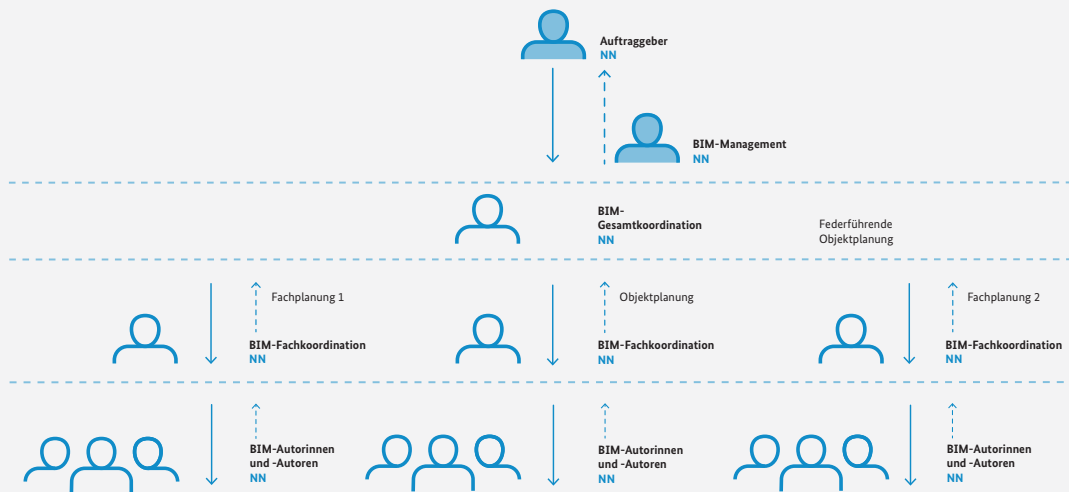 Auftraggeber
NN
BIM-Management
NN
BIM-
Gesamtkoordination
NN
Federführende
Objektplanung
Fachplanung 1
BIM-Fachkoordination
NN
Objektplanung
BIM-Fachkoordination
NN
Fachplanung 2
BIM-Fachkoordination
NN
BIM-Autorinnen
und -Autoren
NN
BIM-Autorinnen
und -Autoren
NN
BIM-Autorinnen
und -Autoren
NN